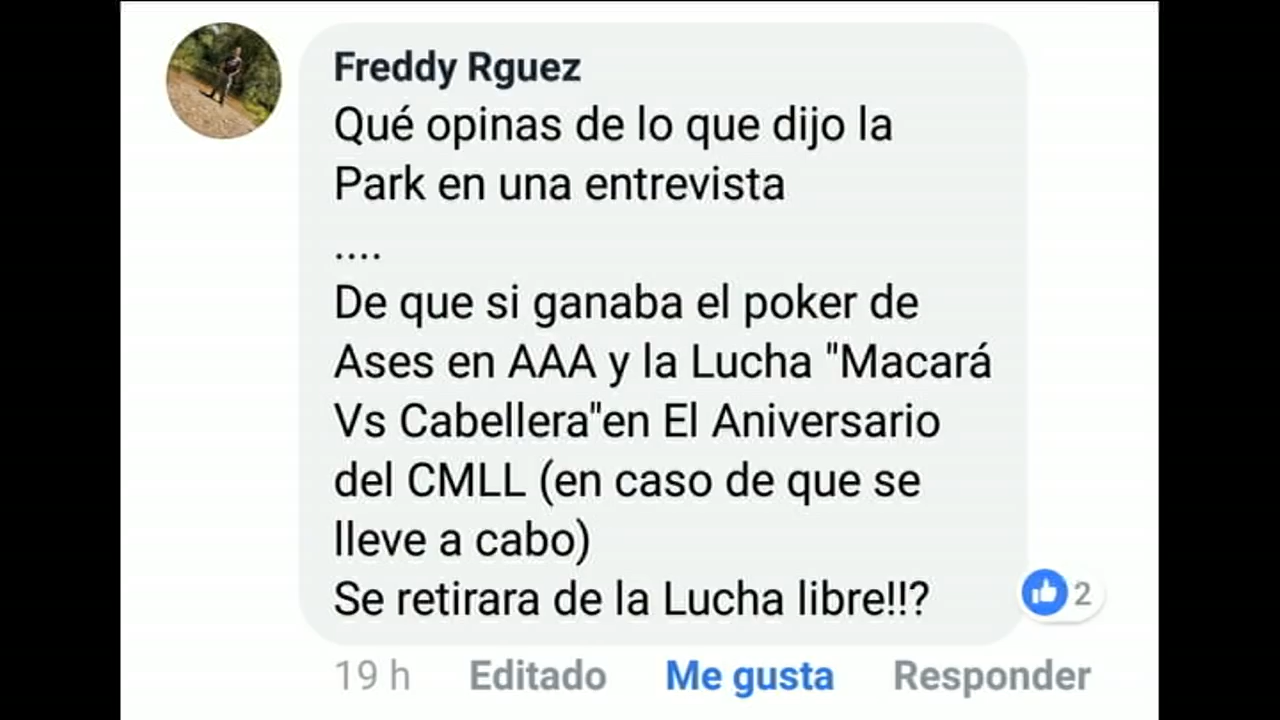 Freddy Rguez
Qué opinas de lo que dijo la
Park en una entrevista
....
De que si ganaba el poker de
Ases en AAA y la Lucha "Macará
Vs Cabellera"en El Aniversario
del CMLL (en caso de que se
lleve a cabo)
Se retirara de la Lucha libre!!?
2
19 h Editado Me gusta Responder